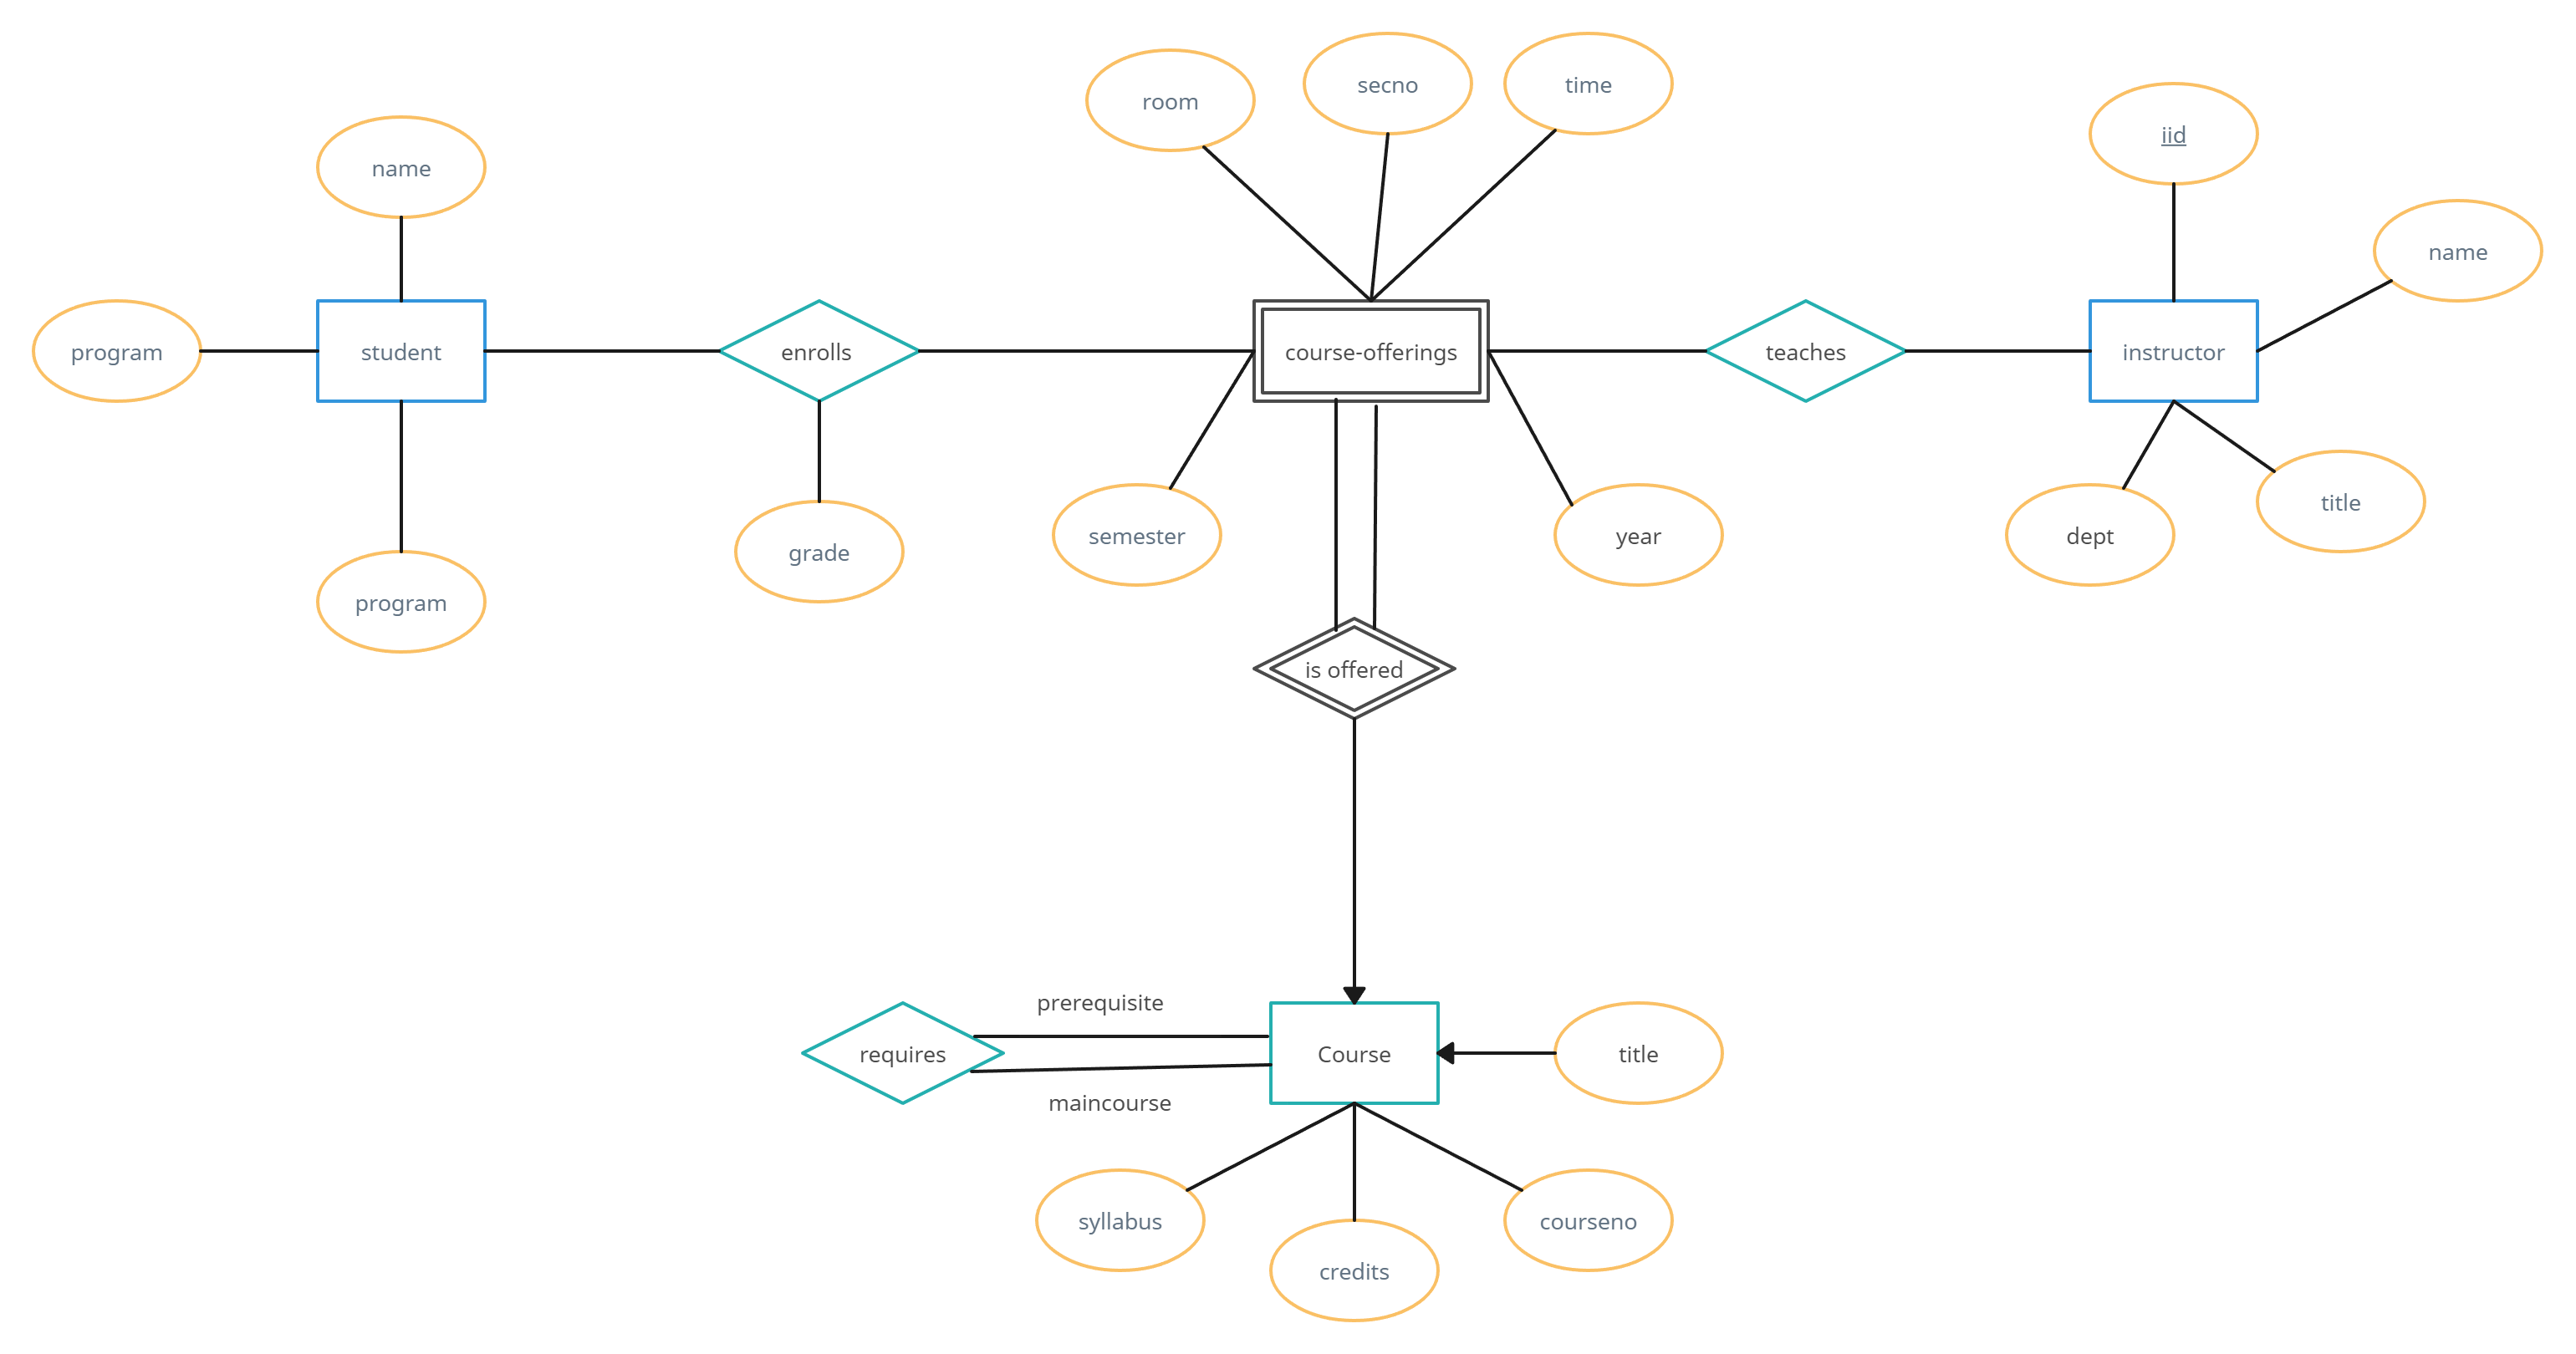 room
secno
time
iid
name
name
program
student
enrolls
course-offerings
teaches
instructor
grade
semester
year
dept
title
program
is offered
prerequisite
requires
Course
title
maincourse
syllabus
credits
courseno